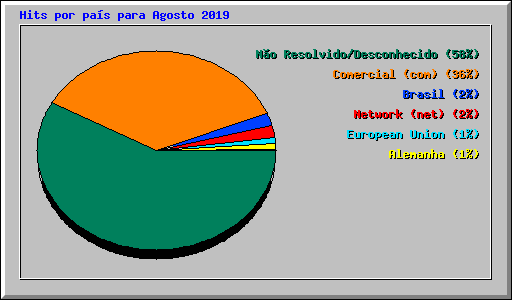 Hits por país para Agosto 2019
Não Resolvido/Desconhecido (58%)
Comercial (com) (36%)
Brasil (2%)
Network (net) (2%)
European Union (1%)
Alemanha (1%)